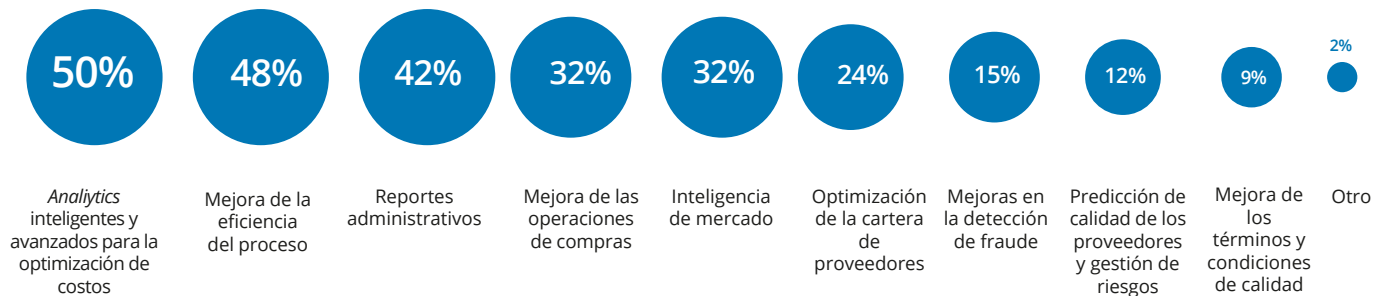 50%
48%
42%
32%
32%
24%
15%
12%
9%
2%
Analiytics
inteligentes y
avanzados para la
optimización de
costos
Mejora de la
eficiencia
del proceso
Reportes
administrativos
Mejora de las
operaciones
de compras
Inteligencia
de mercado
Optimización
de la cartera
de
proveedores
Mejoras en
la detección
de fraude
Predicción de
calidad de los
proveedores
y gestión de
riesgos
Mejora de
los
términos y
condiciones
de calidad
Otro